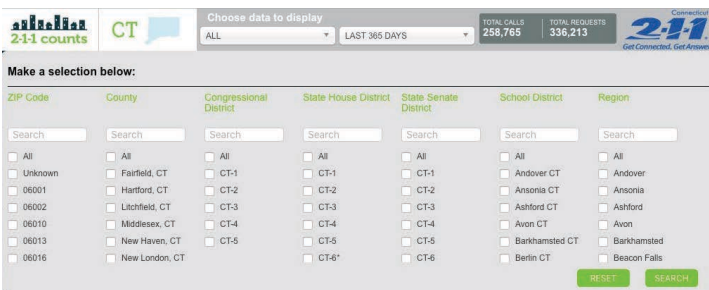 2-1-1 counts
CT
Choose data to display
ALL
LAST 365 DAYS
TOTAL CALLS
258,765
TOTAL REQUESTS
336,213
Connecticut
2-1-1
Get Connected. Get Answer
Make a selection below:
ZIP Code County Congressional District State House District State Senate District School District Region
Search Search Search Search Search Search Search
All All All All All All All
Unknown Fairfield, CT CT-1 CT-1 CT-1 Andover CT Andover
06001 Hartford, CT CT-2 CT-2 CT-2 Ansonia CT Ansonia
06002 Litchfield, CT CT-3 CT-3 CT-3 Ashford CT Ashford
06010 Middlesex, CT CT-4 CT-4 CT-4 Avon CT Avon
06013 New Haven, CT CT-5 CT-5 CT-5 Barkhamsted CT Barkhamsted
06016 New London, CT CT-6* CT-6 Berlin CT Beacon Falls
RESET SEARCH